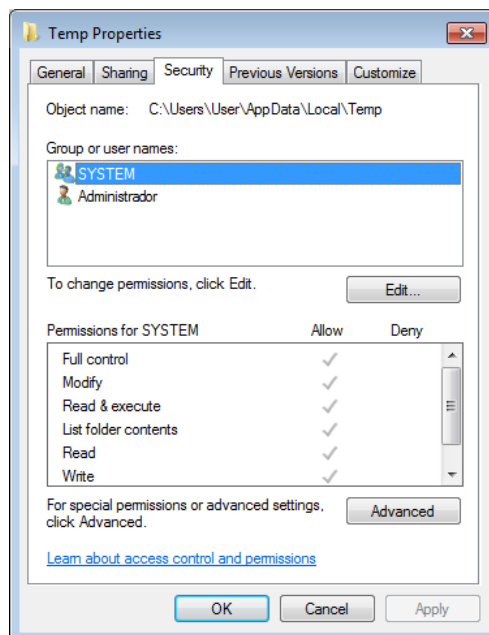 Temp Properties
General Sharing Security Previous Versions Customize
Object name: C:\Users\User\AppData\Local\Temp
Group or user names:
SYSTEM
Administrador
To change permissions, click Edit.
Edit...
Permissions for SYSTEM Allow Deny
Full control
Modify
Read & execute
List folder contents
Read
Write
For special permissions or advanced settings,
click Advanced.
Advanced
Learn about access control and permissions
OK Cancel Apply